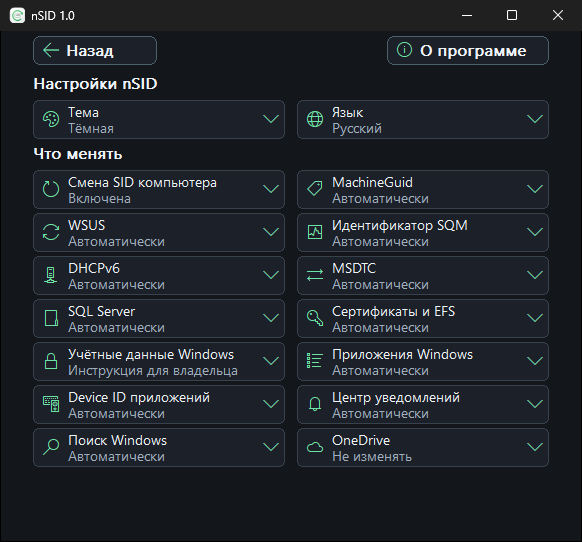 nSID 1.0
Назад
О программе
Настройки nSID
Тема
Тёмная
Язык
Русский
Что менять
Смена SID компьютера
Включена
MachineGuid
Автоматически
WSUS
Автоматически
Идентификатор SQM
Автоматически
DHCPv6
Автоматически
MSDTC
Автоматически
SQL Server
Автоматически
Сертификаты и EFS
Автоматически
Учётные данные Windows
Инструкция для владельца
Приложения Windows
Автоматически
Device ID приложений
Автоматически
Центр уведомлений
Автоматически
Поиск Windows
Автоматически
OneDrive
Не изменять